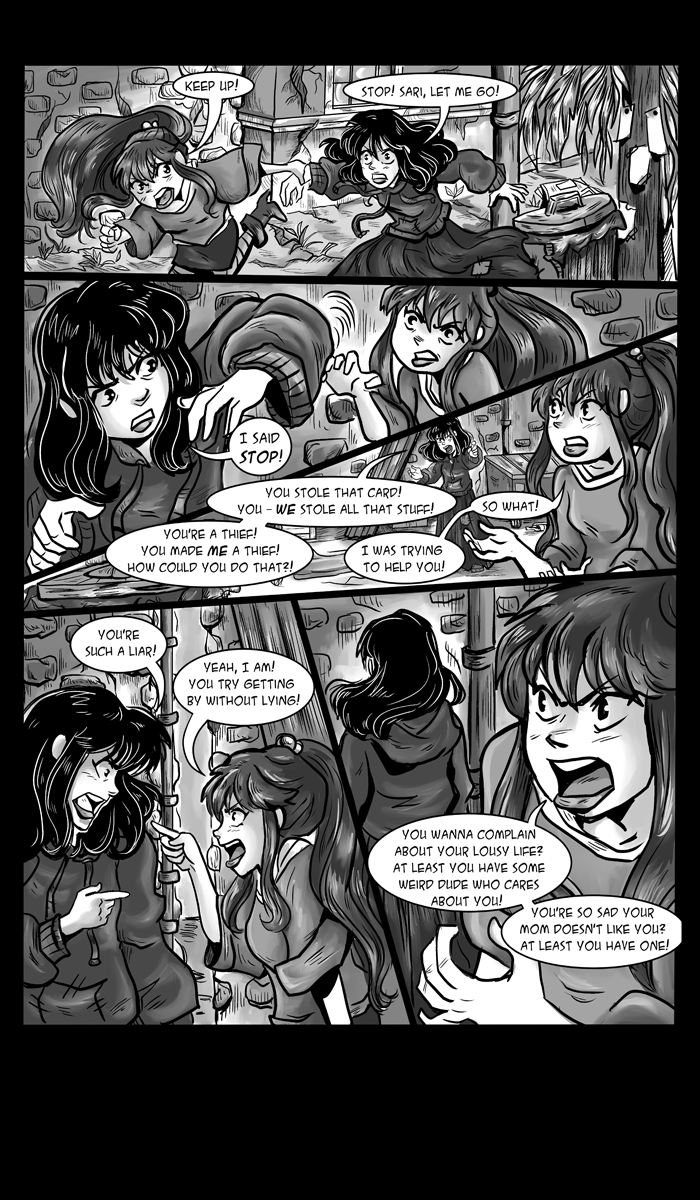 KEEP UP!
STOP! SARI, LET ME GO!
I SAID
STOP!
YOU STOLE THAT CARD!
YOU - WE STOLE ALL THAT STUFF!
SO WHAT!
YOU'RE A THIEF!
YOU MADE ME A THIEF!
HOW COULD YOU DO THAT?!
I WAS TRYING
TO HELP YOU!
YOU'RE
SUCH A LIAR!
YEAH, I AM!
YOU TRY GETTING
BY WITHOUT LYING!
YOU WANNA COMPLAIN
ABOUT YOUR LOUSY LIFE?
AT LEAST YOU HAVE SOME
WEIRD DUDE WHO CARES
ABOUT YOU!
YOU'RE SO SAD YOUR
MOM DOESN'T LIKE YOU?
AT LEAST YOU HAVE ONE!